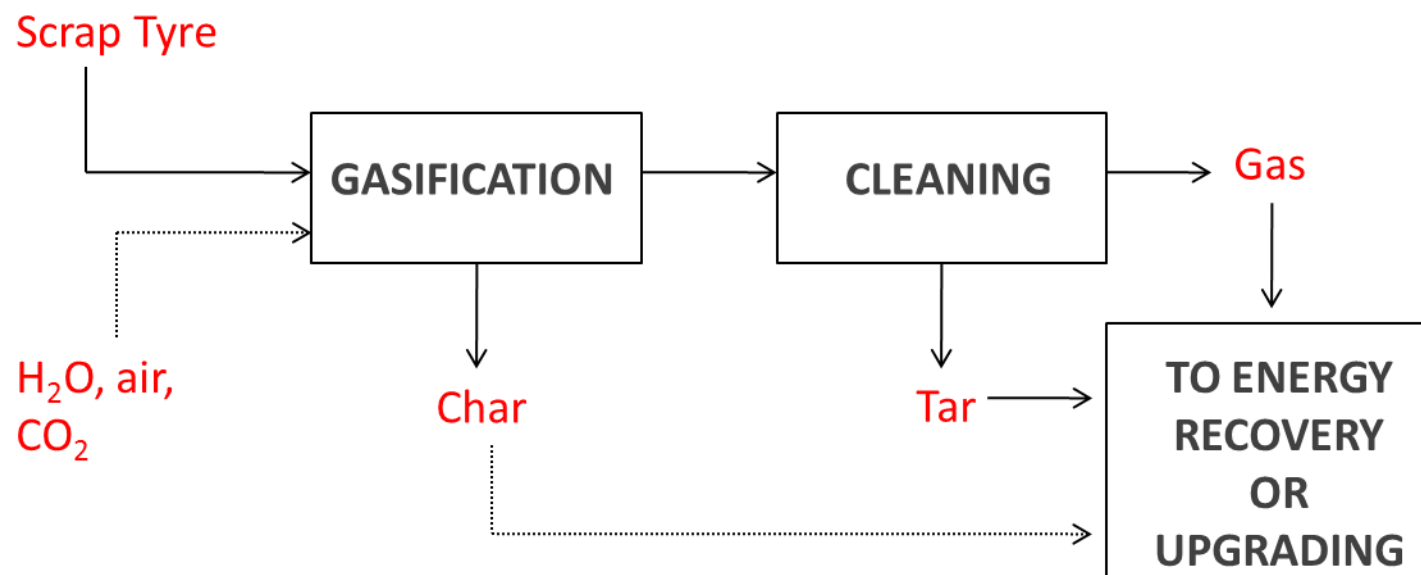 Scrap Tyre
GASIFICATION
CLEANING
Gas
H₂O, air,
CO₂
Char
Tar
TO ENERGY
RECOVERY
OR
UPGRADING